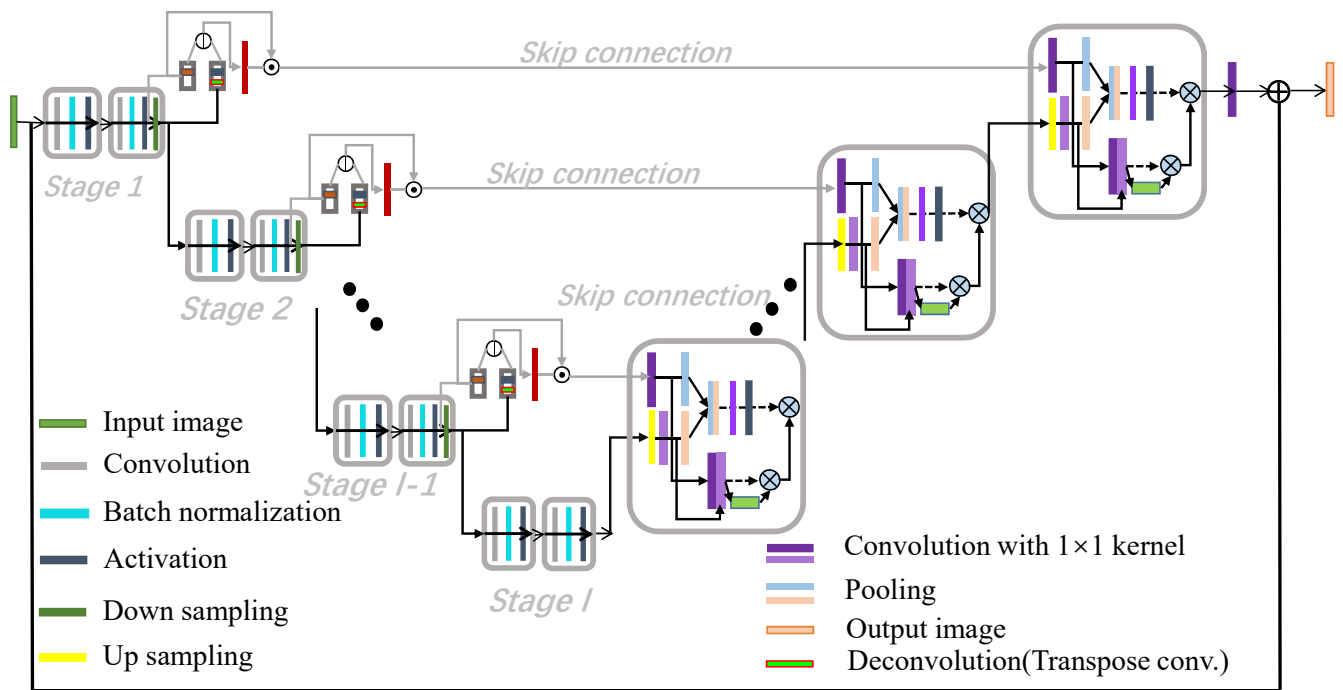 Skip connection
Stage 1
Skip connection
Stage 2
Skip connection
Stage I-1
Stage I
Input image
Convolution
Batch normalization
Activation
Down sampling
Up sampling
Convolution with 1×1 kernel
Pooling
Output image
Deconvolution(Transpose conv.)